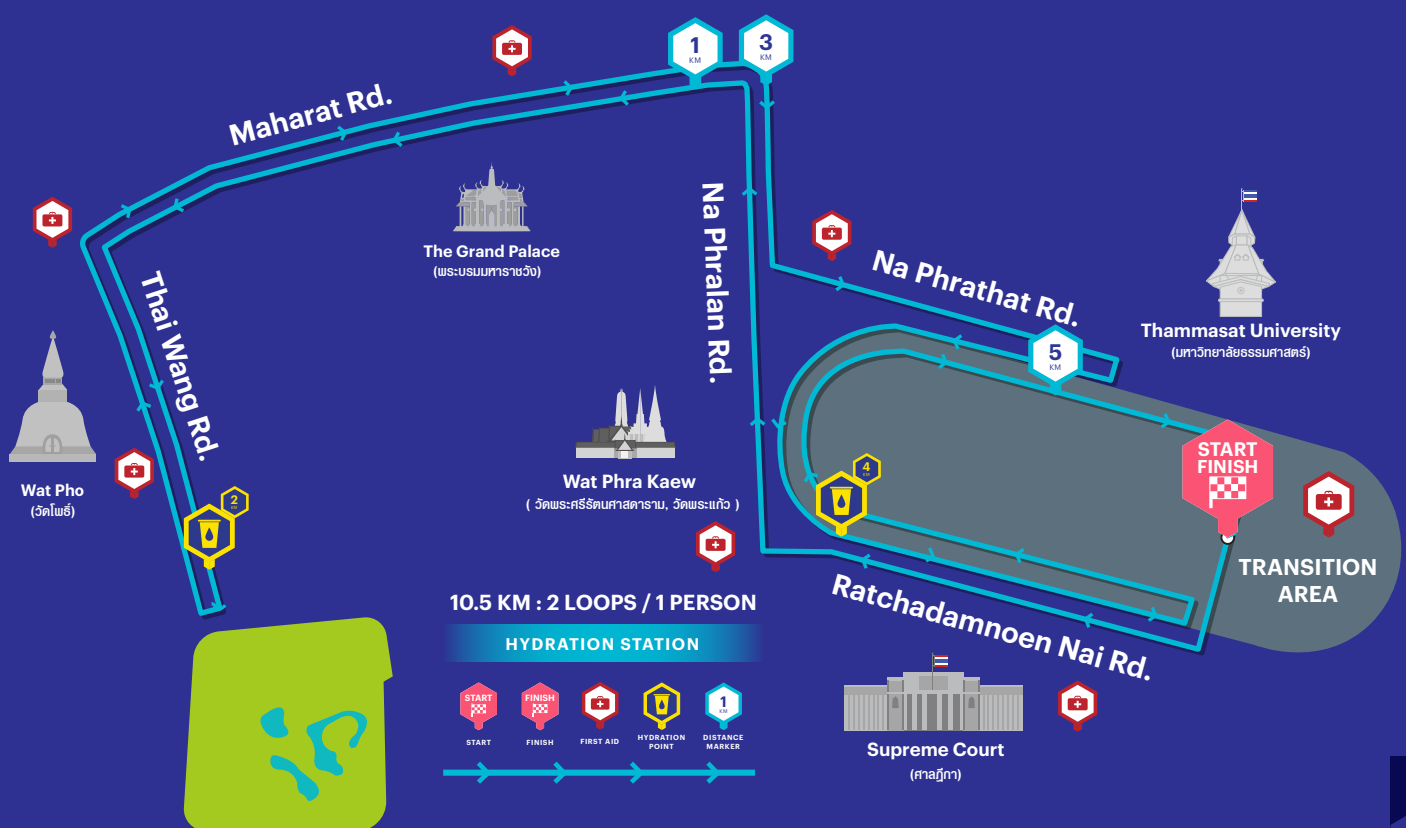 1
KM
3
KM
Maharat Rd.
The Grand Palace
(พระบรมมหาราชวัง)
Na Phralan Rd.
Na Phrathat Rd.
Thammasat University
(มหาวิทยาลัยธรรมศาสตร์)
5
KM
Thai Wang Rd.
Wat Pho
(วัดโพธิ์)
2
KM
Wat Phra Kaew
( วัดพระศรีรัตนศาสดาราม, วัดพระแก้ว )
4
KM
START
FINISH
TRANSITION
AREA
Ratchadamnoen Nai Rd.
10.5 KM : 2 LOOPS / 1 PERSON
HYDRATION STATION
START
FINISH
1
KM
START
FINISH
FIRST AID
HYDRATION
POINT
DISTANCE
MARKER
Supreme Court
(ศาลฎีกา)